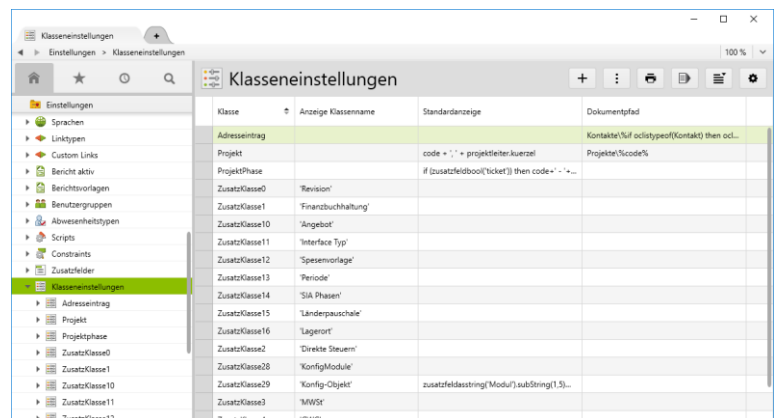 Klasseneinstellungen
Einstellungen > Klasseneinstellungen 100 %
Klasseneinstellungen
Einstellungen
Sprachen
Linktypen
Custom Links
Bericht aktiv
Berichtsvorlagen
Benutzergruppen
Abwesenheitstypen
Scripts
Constraints
Zusatzfelder
Klasseneinstellungen
Adresseintrag
Projekt
Projektphase
ZusatzKlasse0
ZusatzKlasse1
ZusatzKlasse10
ZusatzKlasse11
Klasse Anzeige Klassenname Standardanzeige Dokumentpfad
Adresseintrag Kontakte\%if oclistypeof(Kontakt) then ocl...
Projekt code + ', ' + projektleiter.kuerzel Projekte\%code%
ProjektPhase if (zusatzfeldbool('ticket')) then code+' - '+...
ZusatzKlasse0 'Revision'
ZusatzKlasse1 'Finanzbuchhaltung'
ZusatzKlasse10 'Angebot'
ZusatzKlasse11 'Interface Typ'
ZusatzKlasse12 'Spesenvorlage'
ZusatzKlasse13 'Periode'
ZusatzKlasse14 'SIA Phasen'
ZusatzKlasse15 'Länderpauschale'
ZusatzKlasse16 'Lagerort'
ZusatzKlasse2 'Direkte Steuern'
ZusatzKlasse28 'KonfigModule'
ZusatzKlasse29 'Konfig-Objekt' zusatzfeldasstring('Modul').subString(1,5)...
ZusatzKlasse3 'MWSt'